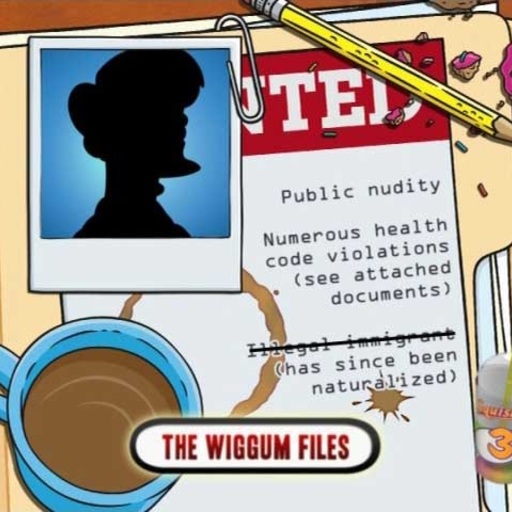 NTED
Public nudity
Numerous health
code violations
(see attached
documents)
Illegal immigrant
(has since been
naturalized)
THE WIGGUM FILES
3